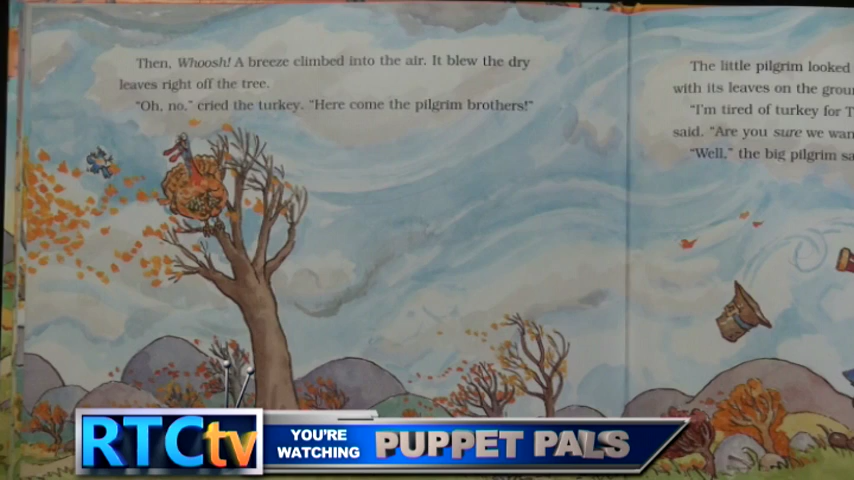 Then, Whoosh! A breeze climbed into the air. It blew the dry
leaves right off the tree.
"Oh, no," cried the turkey. "Here come the pilgrim brothers!"
The little pilgrim looked
with its leaves on the grou
"I'm tired of turkey for T
said. "Are you sure we wan
"Well," the big pilgrim sa
RTCtv
YOU'RE
WATCHING
PUPPET PALS